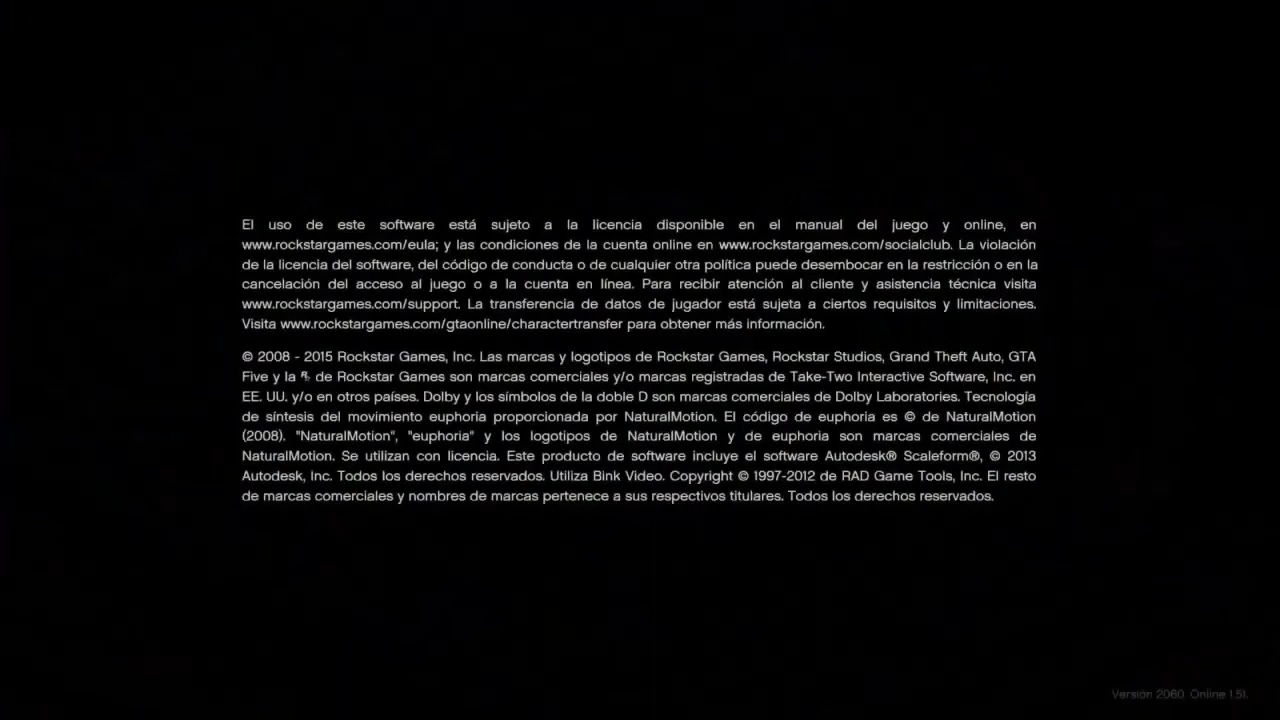 El uso de este software está sujeto a la licencia disponible en el manual del juego y online, en
www.rockstargames.com/eula; y las condiciones de la cuenta online en www.rockstargames.com/socialclub. La violación
de la licencia del software, del código de conducta o de cualquier otra política puede desembocar en la restricción o en la
cancelación del acceso al juego o a la cuenta en línea. Para recibir atención al cliente y asistencia técnica visita
www.rockstargames.com/support. La transferencia de datos de jugador está sujeta a ciertos requisitos y limitaciones.
Visita www.rockstargames.com/gtaonline/charactertransfer para obtener más información.
© 2008 - 2015 Rockstar Games, Inc. Las marcas y logotipos de Rockstar Games, Rockstar Studios, Grand Theft Auto, GTA
Five y la de Rockstar Games son marcas comerciales y/o marcas registradas de Take-Two Interactive Software, Inc. en
EE. UU. y/o en otros países. Dolby y los símbolos de la doble D son marcas comerciales de Dolby Laboratories. Tecnología
de síntesis del movimiento euphoria proporcionada por NaturalMotion. El código de euphoria es © de NaturalMotion
(2008). "NaturalMotion", "euphoria" y los logotipos de NaturalMotion y de euphoria son marcas comerciales de
NaturalMotion. Se utilizan con licencia. Este producto de software incluye el software Autodesk® Scaleform®, © 2013
Autodesk, Inc. Todos los derechos reservados. Utiliza Bink Video. Copyright © 1997-2012 de RAD Game Tools, Inc. El resto
de marcas comerciales y nombres de marcas pertenece a sus respectivos titulares. Todos los derechos reservados.
Versión 2060 Online 1.51.